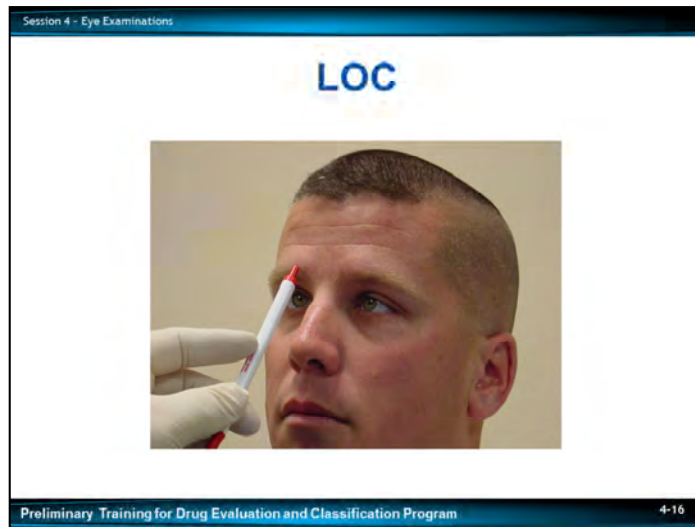 Session 4 - Eye Examinations
LOC
Preliminary Training for Drug Evaluation and Classification Program
4-16